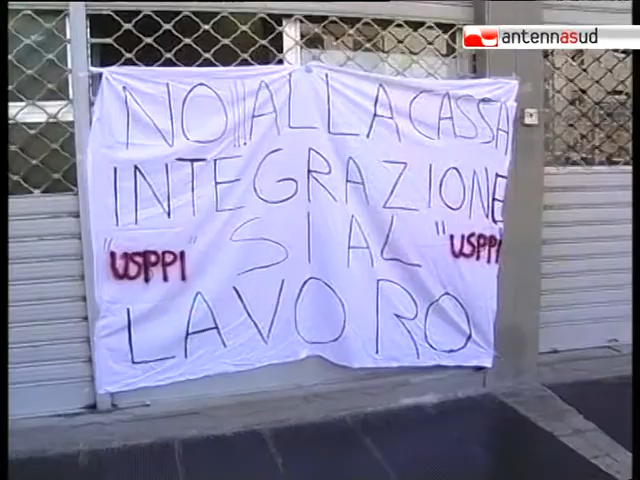 antennasud
NO!!! ALLA CASSA
INTEGRAZIONE
"USPPI" SI AL "USPPI
LAVORO